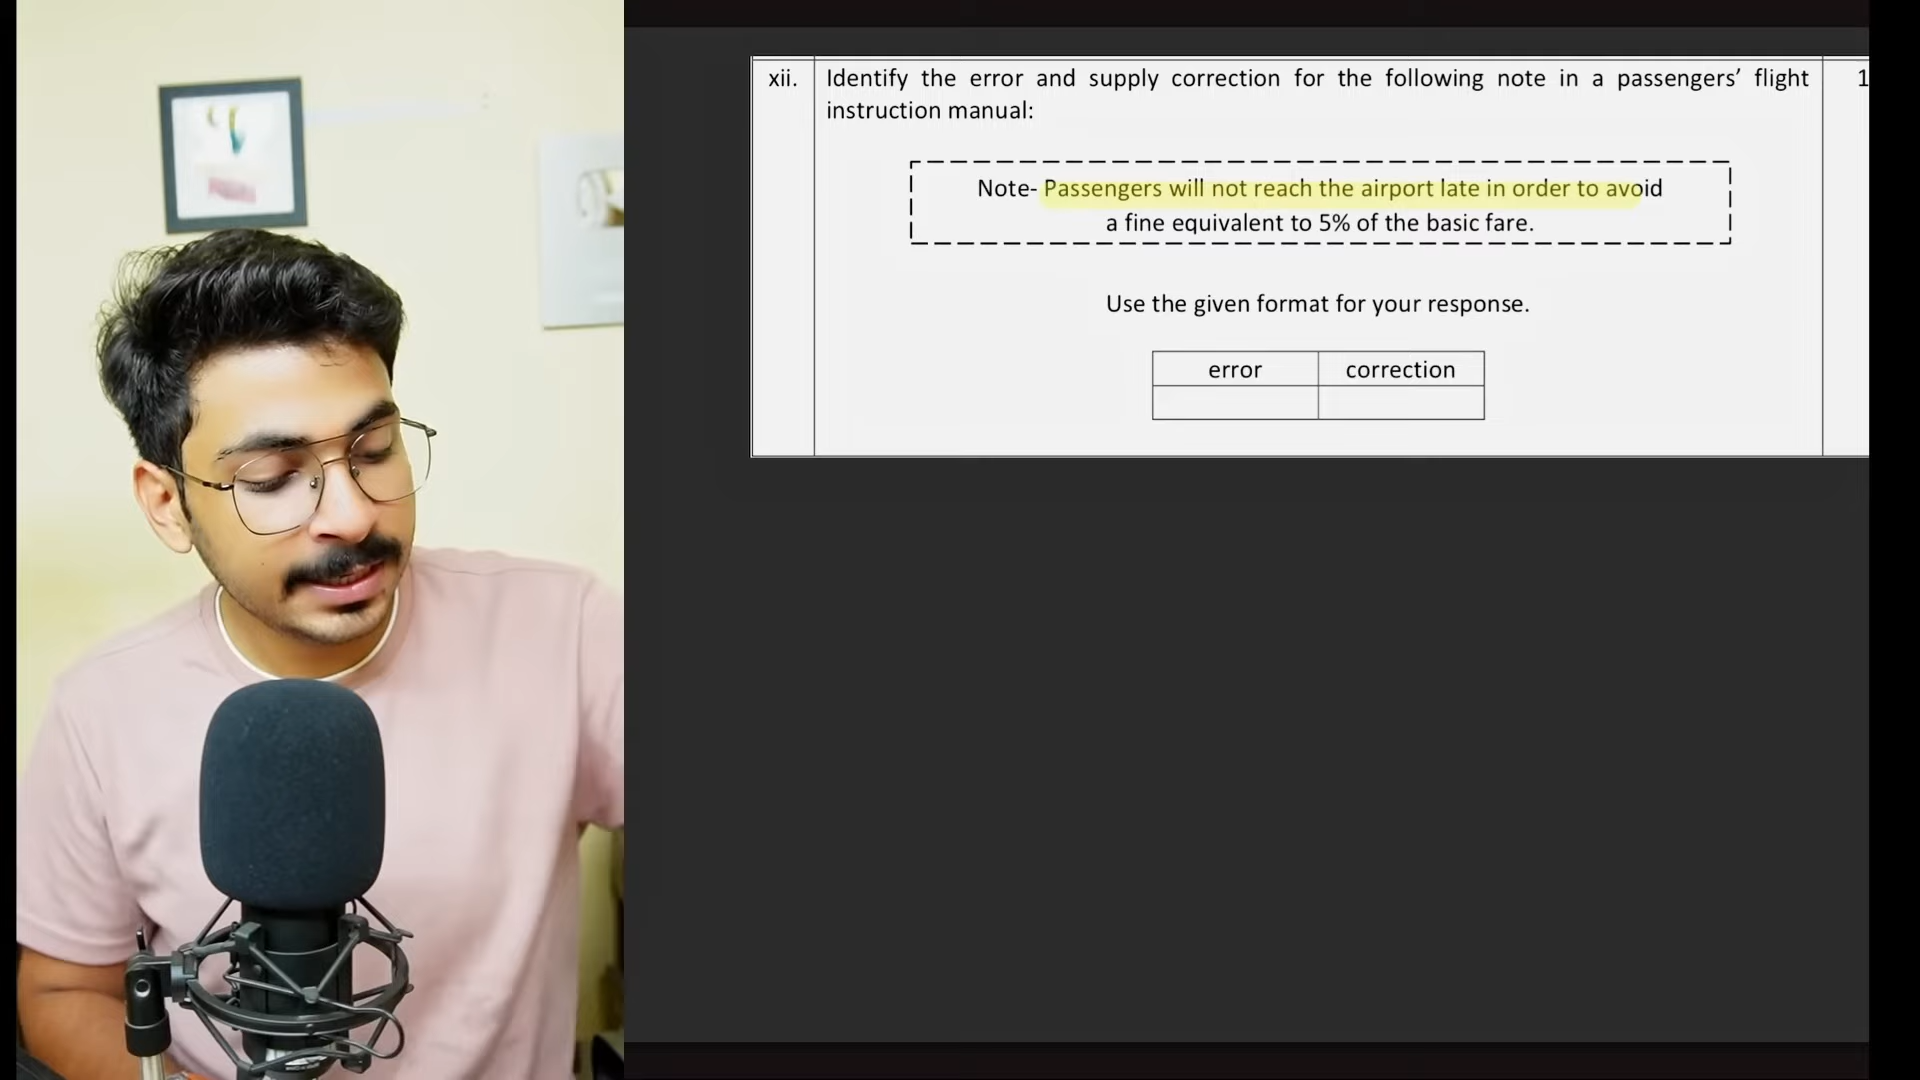 xii. Identify the error and supply correction for the following note in a passengers’ flight 1
instruction manual:
Note- Passengers will not reach the airport late in order to avoid
a fine equivalent to 5% of the basic fare.
Use the given format for your response.
error correction